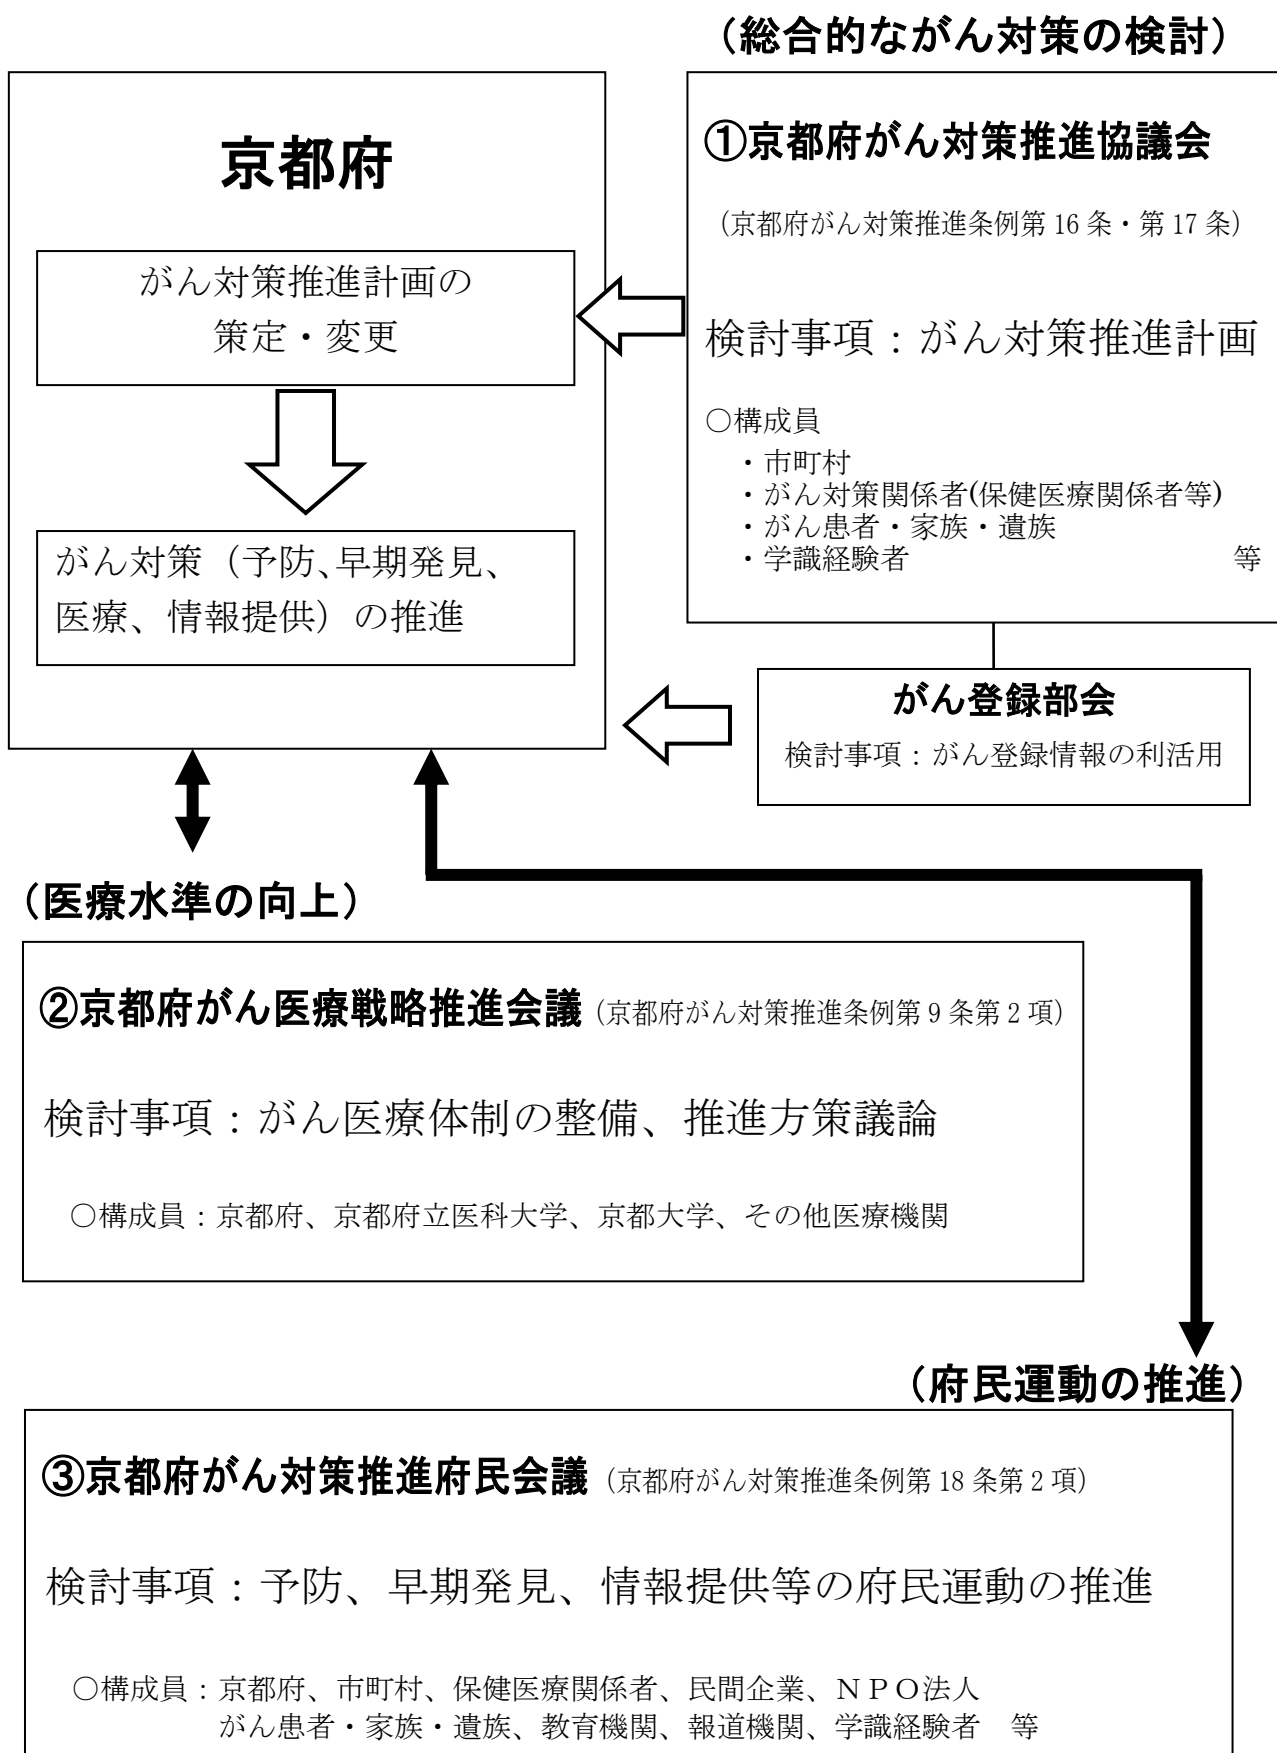 （総合的ながん対策の検討）
京都府
がん対策推進計画の
策定・変更
がん対策（予防、早期発見、
医療、情報提供）の推進
①京都府がん対策推進協議会
（京都府がん対策推進条例第16条・第17条）
検討事項：がん対策推進計画
○構成員
・市町村
・がん対策関係者(保健医療関係者等)
・がん患者・家族・遺族
・学識経験者　等
がん登録部会
検討事項：がん登録情報の利活用
（医療水準の向上）
②京都府がん医療戦略推進会議（京都府がん対策推進条例第9条第2項）
検討事項：がん医療体制の整備、推進方策議論
○構成員：京都府、京都府立医科大学、京都大学、その他医療機関
（府民運動の推進）
③京都府がん対策推進府民会議（京都府がん対策推進条例第18条第2項）
検討事項：予防、早期発見、情報提供等の府民運動の推進
○構成員：京都府、市町村、保健医療関係者、民間企業、ＮＰＯ法人
がん患者・家族・遺族、教育機関、報道機関、学識経験者　等